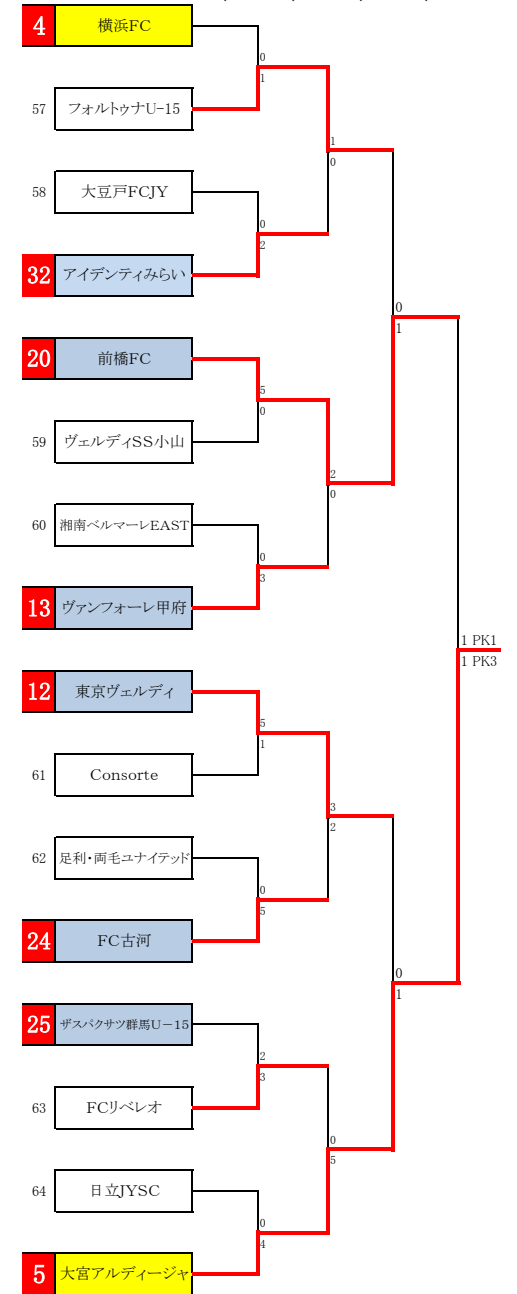 4 横浜FC
0
1
57 フォルトゥナU-15
1
0
58 大豆戸FCJY
0
2
32 アイデンティみらい
0
1
20 前橋FC
5
0
59 ヴェルディSS小山
2
0
60 湘南ベルマーレEAST
0
3
13 ヴァンフォーレ甲府
1 PK1
1 PK3
12 東京ヴェルディ
5
1
61 Consorte
3
2
62 足利・両毛ユナイテッド
0
5
24 FC古河
0
1
25 ザスパクサツ群馬U－15
2
3
63 FCリベレオ
0
5
64 日立JYSC
0
4
5 大宮アルディージャ